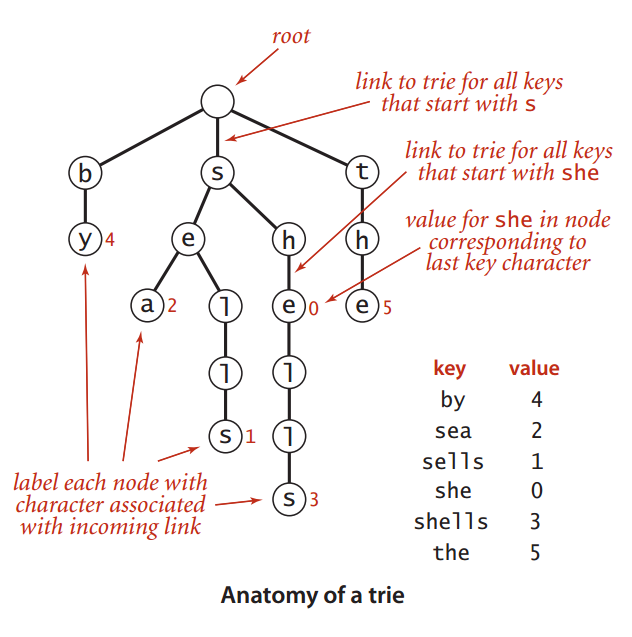 root
link to trie for all keys
that start with s
link to trie for all keys
that start with she
b s t
value for she in node
corresponding to
last key character
y 4 e h h
a 2 l e 0 e 5
key value
l l
by 4
sea 2
s 1 l
sells 1
label each node with
character associated
with incoming link
she 0
s 3
shells 3
the 5
Anatomy of a trie